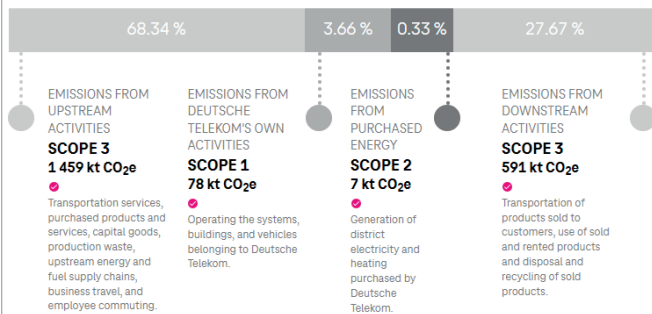 68.34 %
3.66 %
0.33 %
27.67 %
EMISSIONS FROM
UPSTREAM
ACTIVITIES
SCOPE 3
1 459 kt CO₂e
Transportation services,
purchased products and
services, capital goods,
production waste,
upstream energy and
fuel supply chains,
business travel, and
employee commuting.
EMISSIONS FROM
DEUTSCHE
TELEKOM'S OWN
ACTIVITIES
SCOPE 1
78 kt CO₂e
Operating the systems,
buildings, and vehicles
belonging to Deutsche
Telekom.
EMISSIONS
FROM
PURCHASED
ENERGY
SCOPE 2
7 kt CO₂e
Generation of
district
electricity and
heating
purchased by
Deutsche
Telekom.
EMISSIONS FROM
DOWNSTREAM
ACTIVITIES
SCOPE 3
591 kt CO₂e
Transportation of
products sold to
customers, use of sold
and rented products
and disposal and
recycling of sold
products.